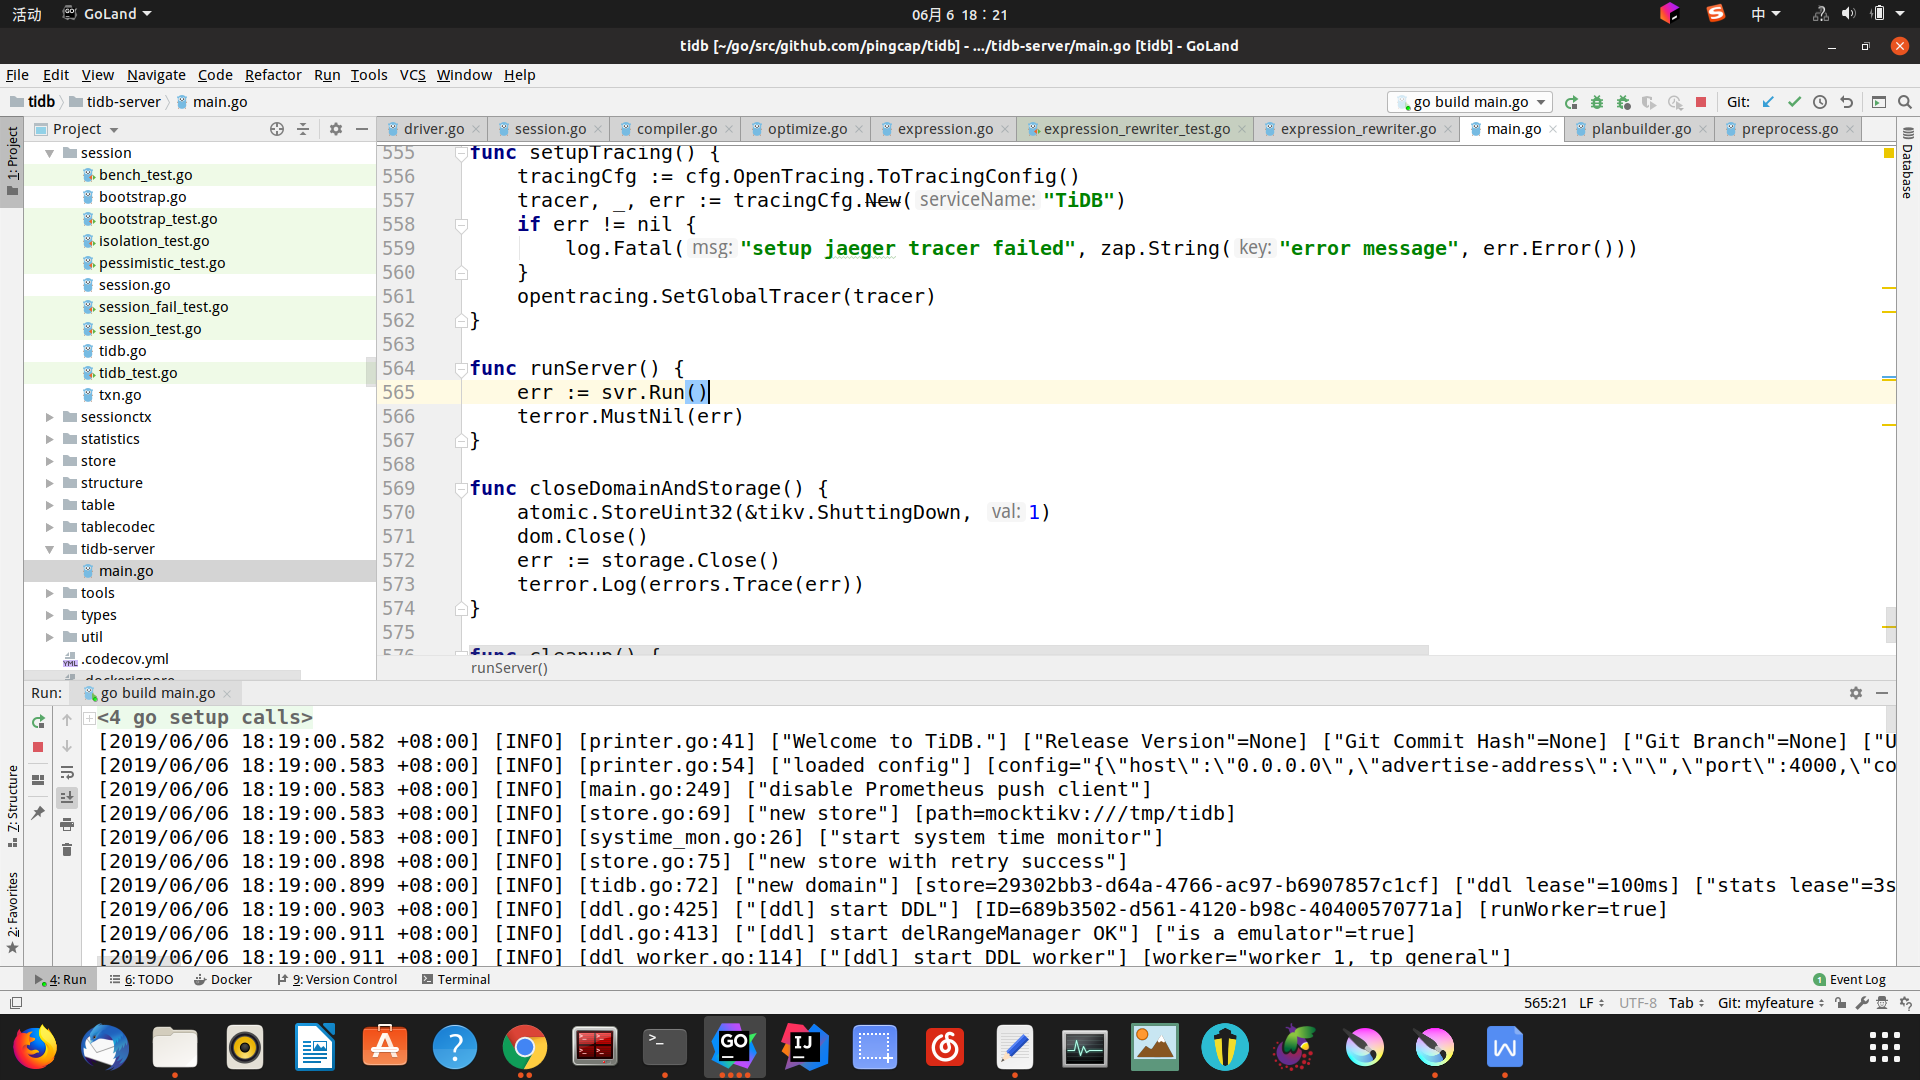 活动 GoLand 06月 6 18：21 中
tidb [~/go/src/github.com/pingcap/tidb] - .../tidb-server/main.go [tidb] - GoLand
File Edit View Navigate Code Refactor Run Tools VCS Window Help
tidb tidb-server main.go go build main.go Git:
1: Project
Project
driver.go session.go compiler.go optimize.go expression.go expression_rewriter_test.go expression_rewriter.go main.go planbuilder.go preprocess.go
Database
session
bench_test.go
bootstrap.go
bootstrap_test.go
isolation_test.go
pessimistic_test.go
session.go
session_fail_test.go
session_test.go
tidb.go
tidb_test.go
txn.go
sessionctx
statistics
store
structure
table
tablecodec
tidb-server
main.go
tools
types
util
.codecov.yml
.dockerignore
555 func setupTracing() {
556 tracingCfg := cfg.OpenTracing.ToTracingConfig()
557 tracer, _, err := tracingCfg.New( serviceName: "TiDB")
558 if err != nil {
559 log.Fatal( msg: "setup jaeger tracer failed", zap.String( key: "error message", err.Error()))
560 }
561 opentracing.SetGlobalTracer(tracer)
562 }
563
564 func runServer() {
565 err := svr.Run()
566 terror.MustNil(err)
567 }
568
569 func closeDomainAndStorage() {
570 atomic.StoreUint32(&tikv.ShuttingDown, val: 1)
571 dom.Close()
572 err := storage.Close()
573 terror.Log(errors.Trace(err))
574 }
575
576 func cleanup() {
runServer()
Run: go build main.go
<4 go setup calls>
[2019/06/06 18:19:00.582 +08:00] [INFO] [printer.go:41] ["Welcome to TiDB."] ["Release Version"=None] ["Git Commit Hash"=None] ["Git Branch"=None] ["U
[2019/06/06 18:19:00.583 +08:00] [INFO] [printer.go:54] ["loaded config"] [config="{\"host\":\"0.0.0.0\",\"advertise-address\":\"\",\"port\":4000,\"co
[2019/06/06 18:19:00.583 +08:00] [INFO] [main.go:249] ["disable Prometheus push client"]
[2019/06/06 18:19:00.583 +08:00] [INFO] [store.go:69] ["new store"] [path=mocktikv:///tmp/tidb]
[2019/06/06 18:19:00.583 +08:00] [INFO] [systime_mon.go:26] ["start system time monitor"]
[2019/06/06 18:19:00.898 +08:00] [INFO] [store.go:75] ["new store with retry success"]
[2019/06/06 18:19:00.899 +08:00] [INFO] [tidb.go:72] ["new domain"] [store=29302bb3-d64a-4766-ac97-b6907857c1cf] ["ddl lease"=100ms] ["stats lease"=3s
[2019/06/06 18:19:00.903 +08:00] [INFO] [ddl.go:425] ["[ddl] start DDL"] [ID=689b3502-d561-4120-b98c-40400570771a] [runWorker=true]
[2019/06/06 18:19:00.911 +08:00] [INFO] [ddl.go:413] ["[ddl] start delRangeManager OK"] ["is a emulator"=true]
[2019/06/06 18:19:00.911 +08:00] [INFO] [ddl_worker.go:114] ["[ddl] start DDL worker"] [worker="worker 1, tp general"]
7: Structure
2: Favorites
4: Run 6: TODO Docker 9: Version Control Terminal 1 Event Log
565:21 LF UTF-8 Tab Git: myfeature
GO IJ W